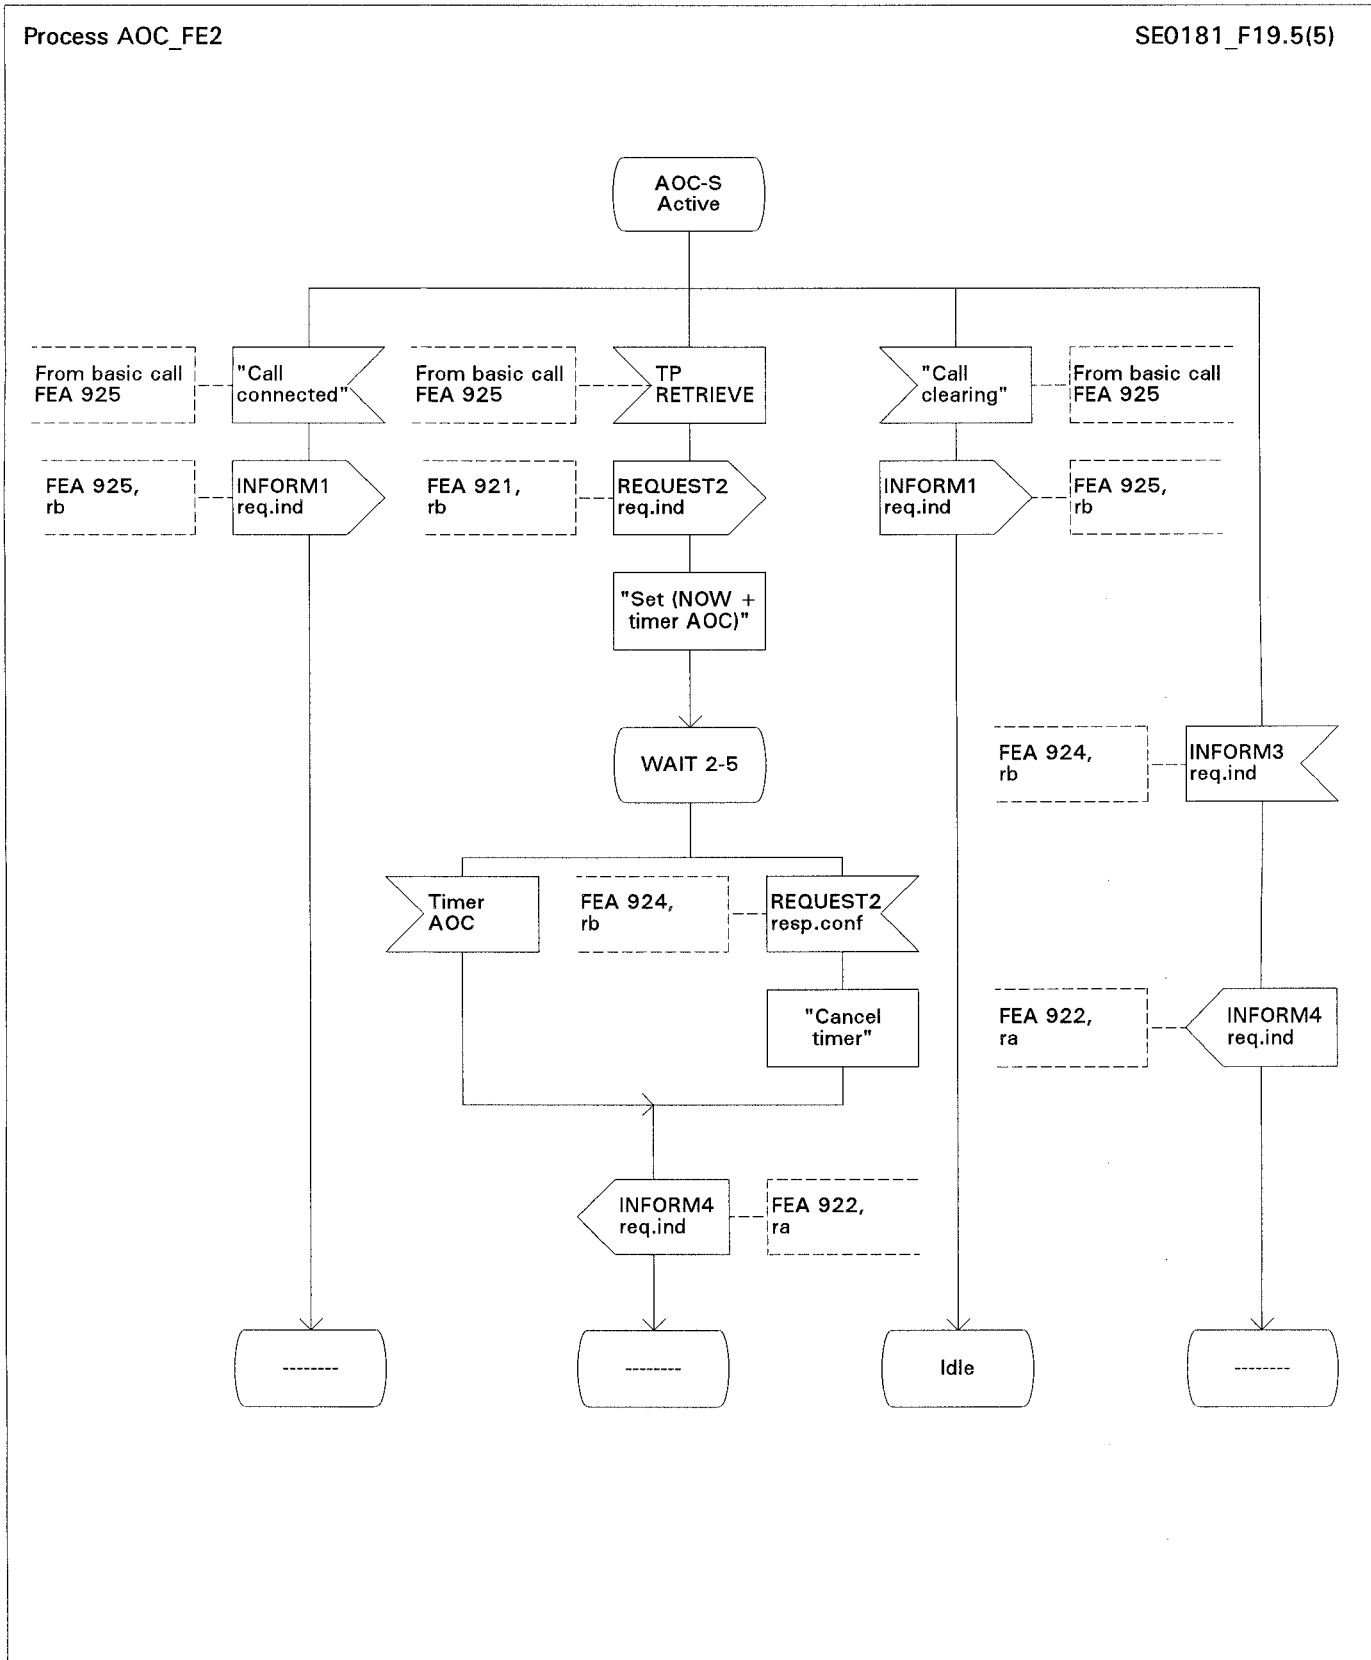 Process AOC_FE2
SE0181_F19.5(5)
AOC-S
Active
From basic call
FEA 925
"Call
connected"
From basic call
FEA 925
TP
RETRIEVE
"Call
clearing"
From basic call
FEA 925
FEA 925,
rb
INFORM1
req.ind
FEA 921,
rb
REQUEST2
req.ind
INFORM1
req.ind
FEA 925,
rb
"Set (NOW +
timer AOC)"
WAIT 2-5
FEA 924,
rb
INFORM3
req.ind
Timer
AOC
FEA 924,
rb
REQUEST2
resp.conf
"Cancel
timer"
FEA 922,
ra
INFORM4
req.ind
INFORM4
req.ind
FEA 922,
ra
--------
--------
Idle
--------